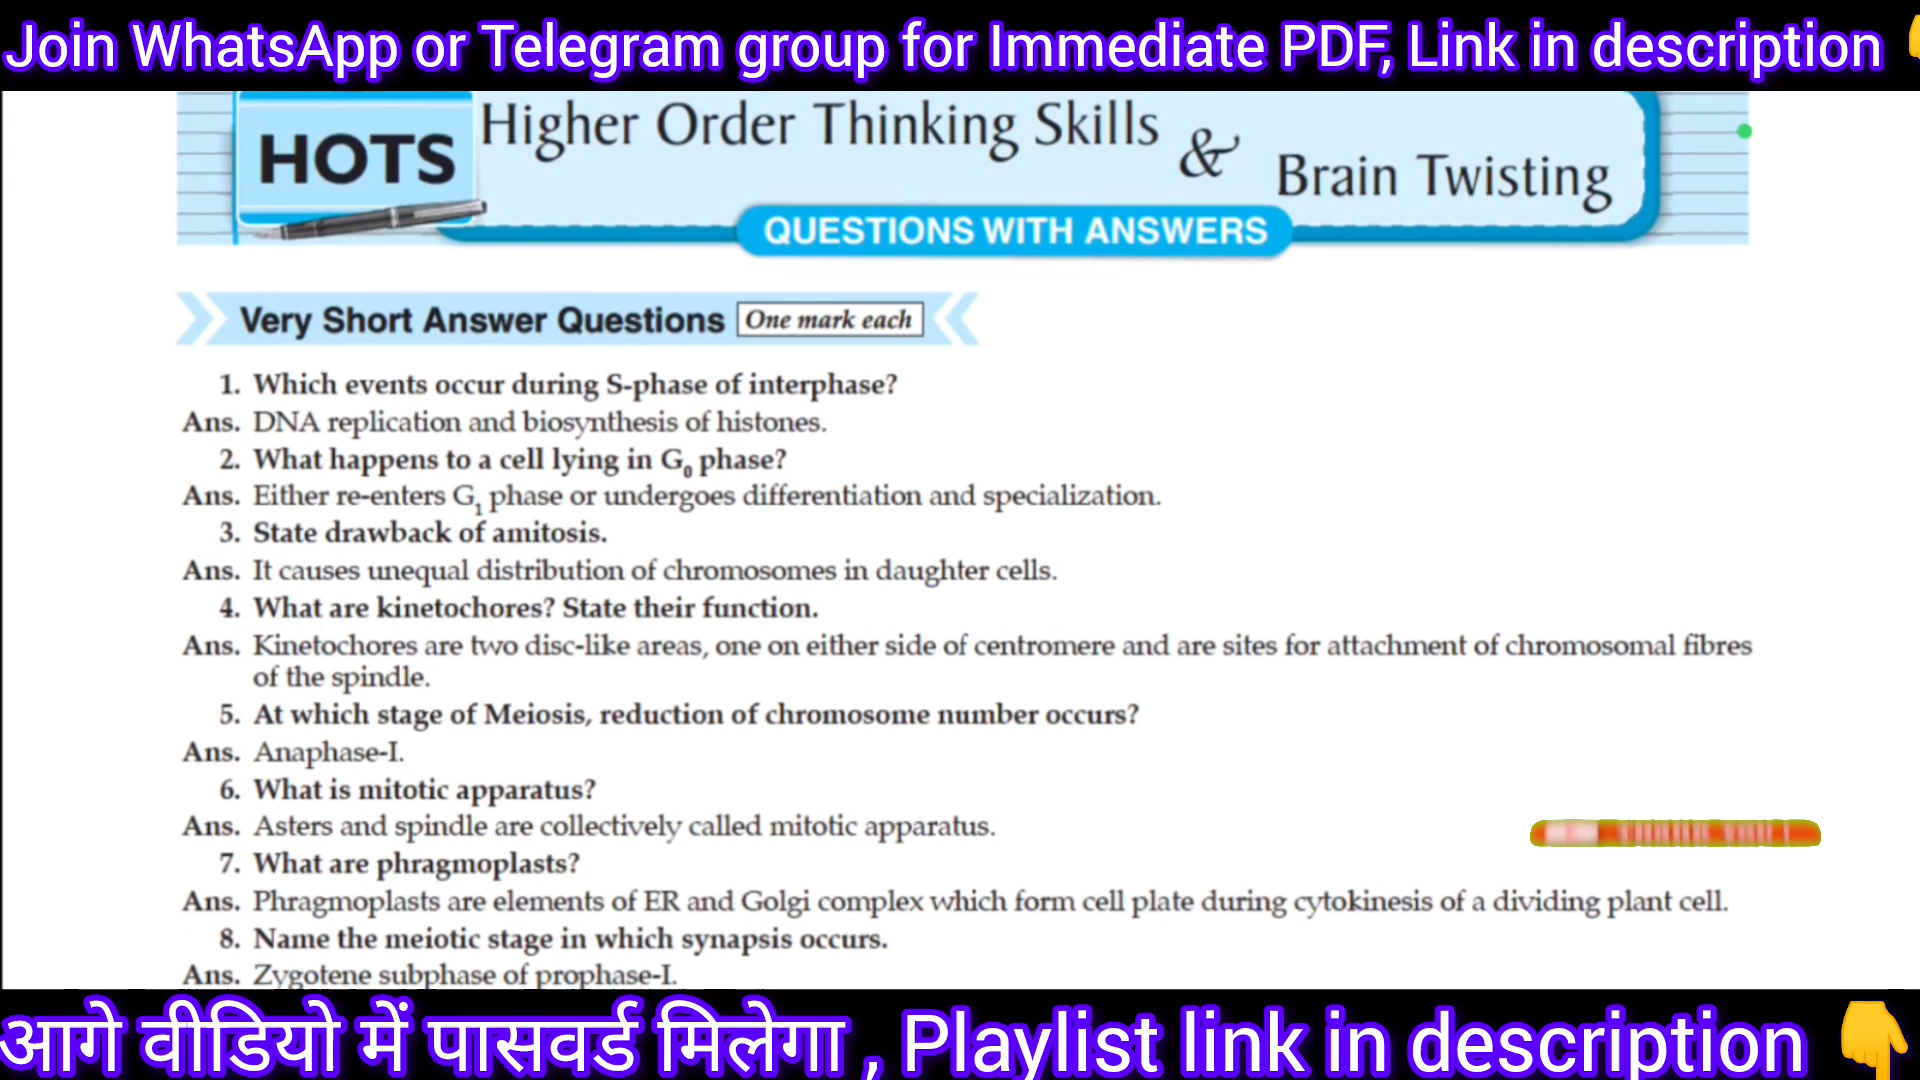 Join WhatsApp or Telegram group for Immediate PDF, Link in description
HOTS Higher Order Thinking Skills & Brain Twisting
QUESTIONS WITH ANSWERS
Very Short Answer Questions One mark each
1. Which events occur during S-phase of interphase?
Ans. DNA replication and biosynthesis of histones.
2. What happens to a cell lying in G₀ phase?
Ans. Either re-enters G₁ phase or undergoes differentiation and specialization.
3. State drawback of amitosis.
Ans. It causes unequal distribution of chromosomes in daughter cells.
4. What are kinetochores? State their function.
Ans. Kinetochores are two disc-like areas, one on either side of centromere and are sites for attachment of chromosomal fibres
of the spindle.
5. At which stage of Meiosis, reduction of chromosome number occurs?
Ans. Anaphase-I.
6. What is mitotic apparatus?
Ans. Asters and spindle are collectively called mitotic apparatus.
7. What are phragmoplasts?
Ans. Phragmoplasts are elements of ER and Golgi complex which form cell plate during cytokinesis of a dividing plant cell.
8. Name the meiotic stage in which synapsis occurs.
Ans. Zygotene subphase of prophase-I.
आगे वीडियो में पासवर्ड मिलेगा , Playlist link in description 👇